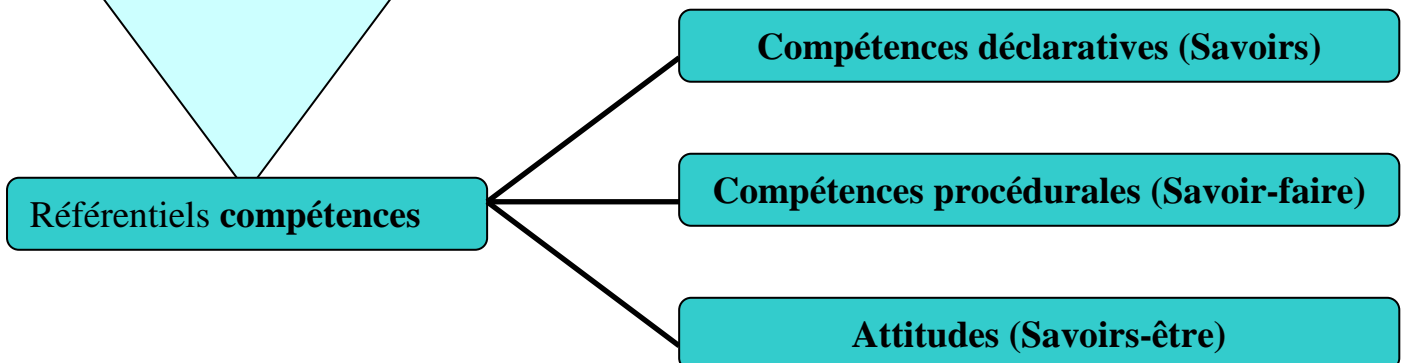 Compétences déclaratives (Savoirs)
Compétences procédurales (Savoir-faire)
Référentiels compétences
Attitudes (Savoirs-être)